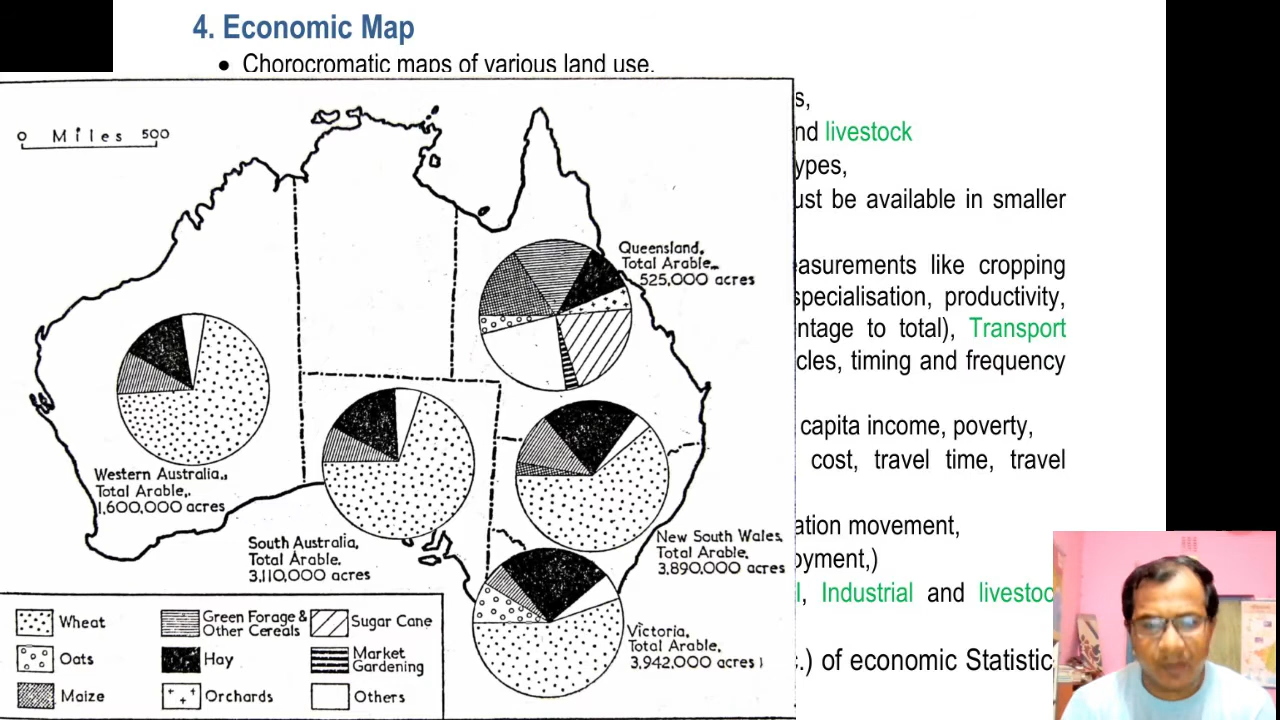 4. Economic Map
● Chorocromatic maps of various land use.
s,
nd livestock
ypes,
ust be available in smaller
easurements like cropping
specialisation, productivity,
ntage to total), Transport
cles, timing and frequency
capita income, poverty,
cost, travel time, travel
ation movement,
oyment,)
l, Industrial and livestoc
.) of economic Statistic
0 Miles 500
Queensland,
Total Arable,
525,000 acres
Western Australia,
Total Arable,
1,600,000 acres
South Australia,
Total Arable,
3,110,000 acres
New South Wales,
Total Arable,
3,890,000 acres
Victoria,
Total Arable,
3,942,000 acres
Wheat
Green Forage &
Other Cereals
Sugar Cane
Oats
Hay
Market
Gardening
Maize
Orchards
Others